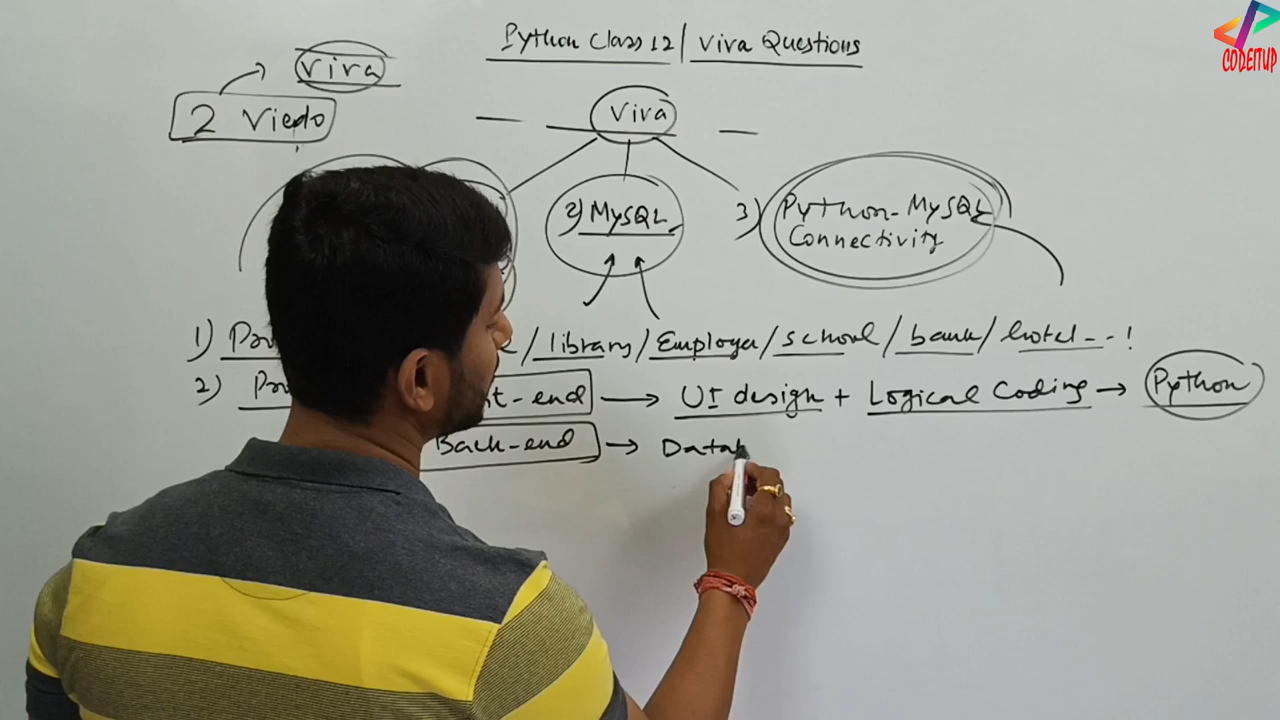 Python Class 12 | Viva Questions
CODEITUP
Viva
2 Viedo
Viva
2) MySQL
3) Python-MySQL
Connectivity
1) / library / Employee / school / bank / hotel - - - !
2) -end → UI design + Logical Coding → Python
Back-end → Datab